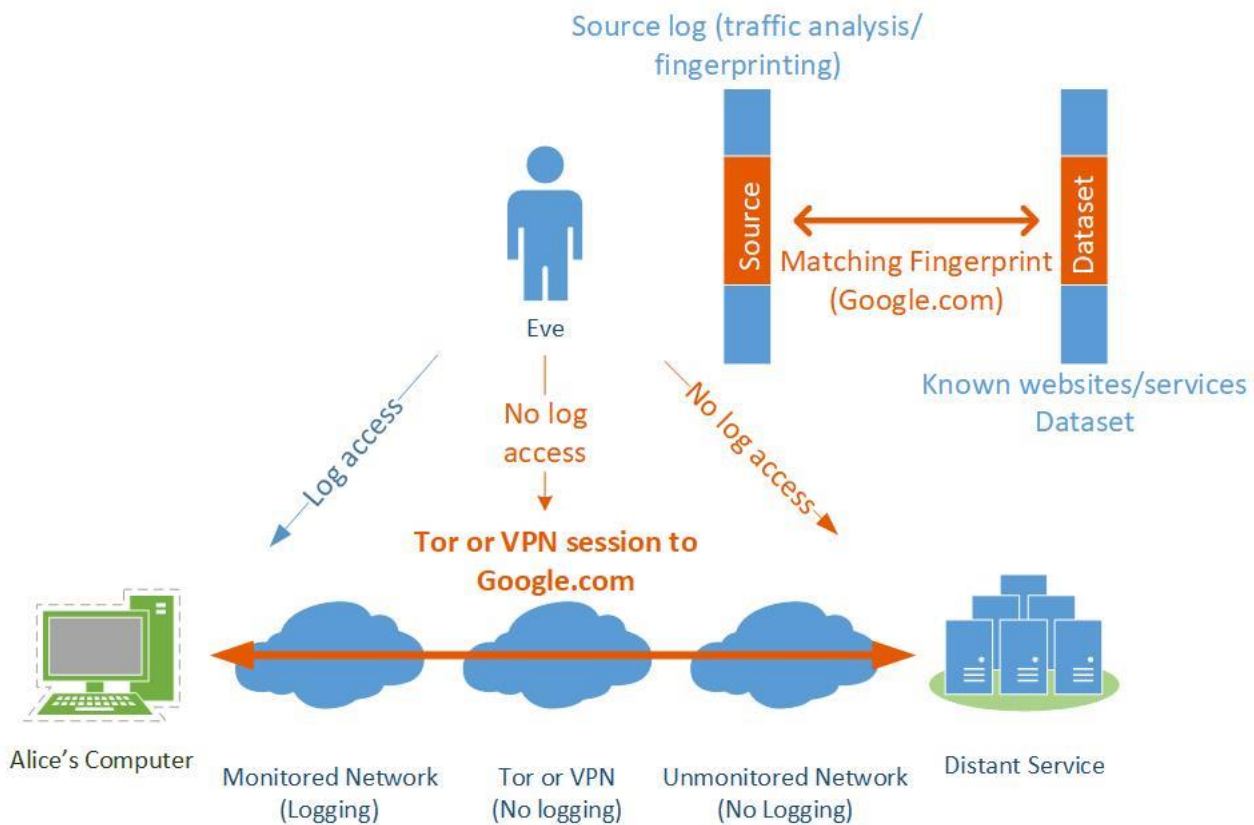 Source log (traffic analysis/
fingerprinting)
Source
Dataset
Matching Fingerprint
(Google.com)
Eve
Known websites/services
Dataset
Log access
No log
access
No log access
Tor or VPN session to
Google.com
Alice's Computer
Monitored Network
(Logging)
Tor or VPN
(No logging)
Unmonitored Network
(No Logging)
Distant Service